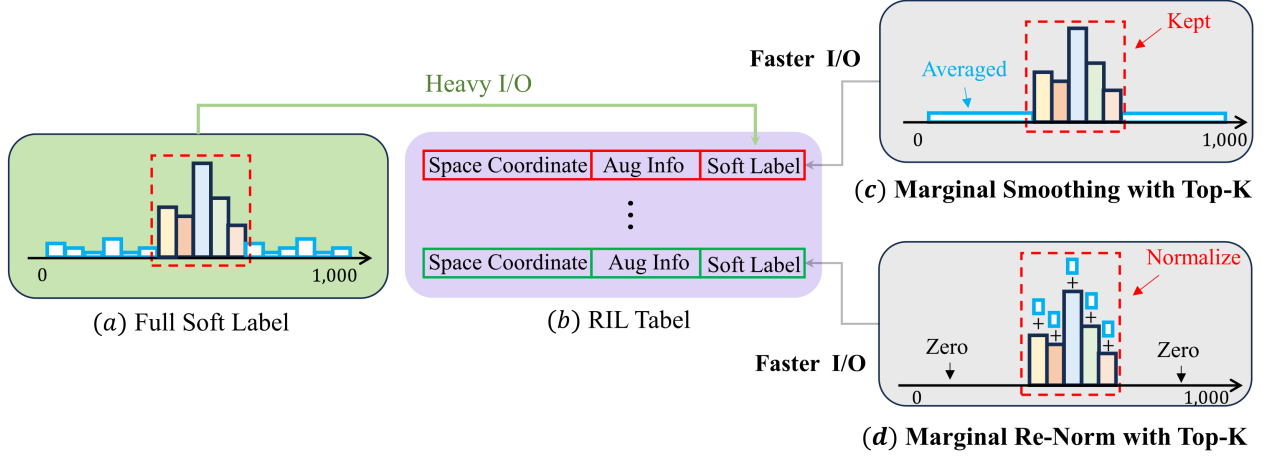 Heavy I/O
0
1,000
(a) Full Soft Label
Space Coordinate Aug Info Soft Label
Space Coordinate Aug Info Soft Label
(b) RIL Tabel
Faster I/O
Averaged
Kept
0
1,000
(c) Marginal Smoothing with Top-K
Faster I/O
Normalize
+ + + + +
Zero
Zero
0
1,000
(d) Marginal Re-Norm with Top-K